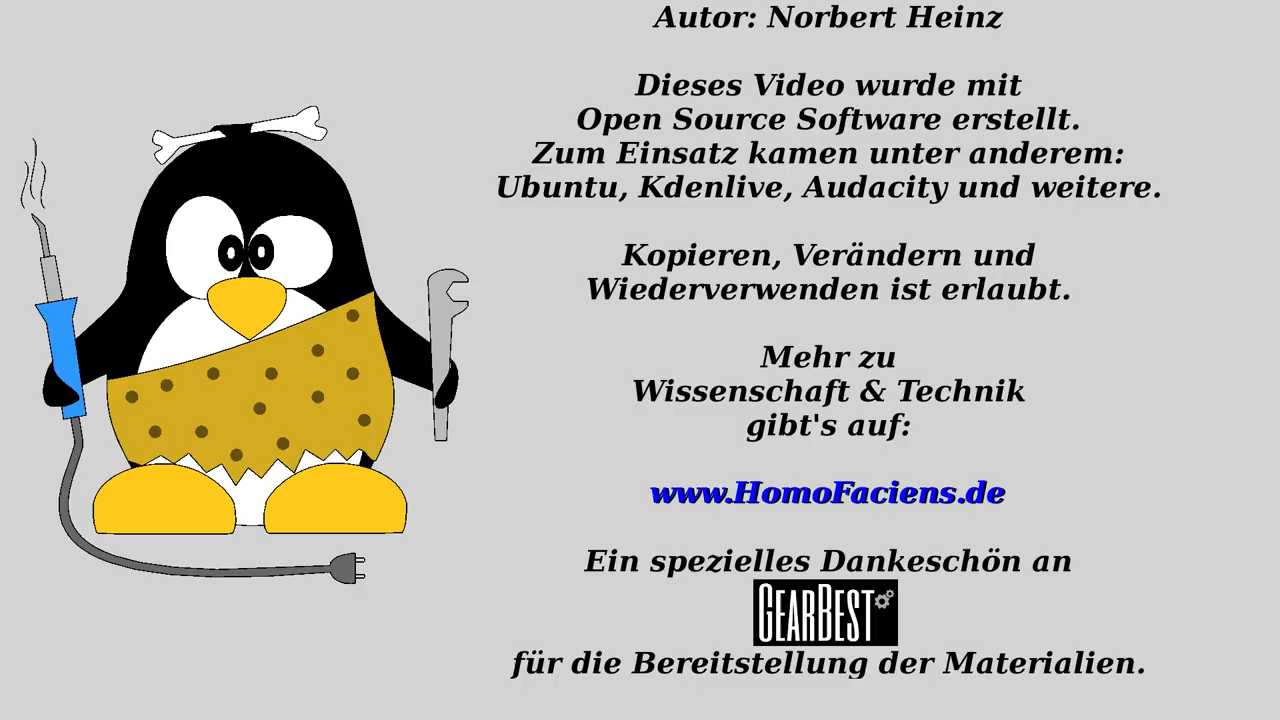 Autor: Norbert Heinz
Dieses Video wurde mit
Open Source Software erstellt.
Zum Einsatz kamen unter anderem:
Ubuntu, Kdenlive, Audacity und weitere.
Kopieren, Verändern und
Wiederverwenden ist erlaubt.
Mehr zu
Wissenschaft & Technik
gibt's auf:
www.HomoFaciens.de
Ein spezielles Dankeschön an
GEARBEST
für die Bereitstellung der Materialien.